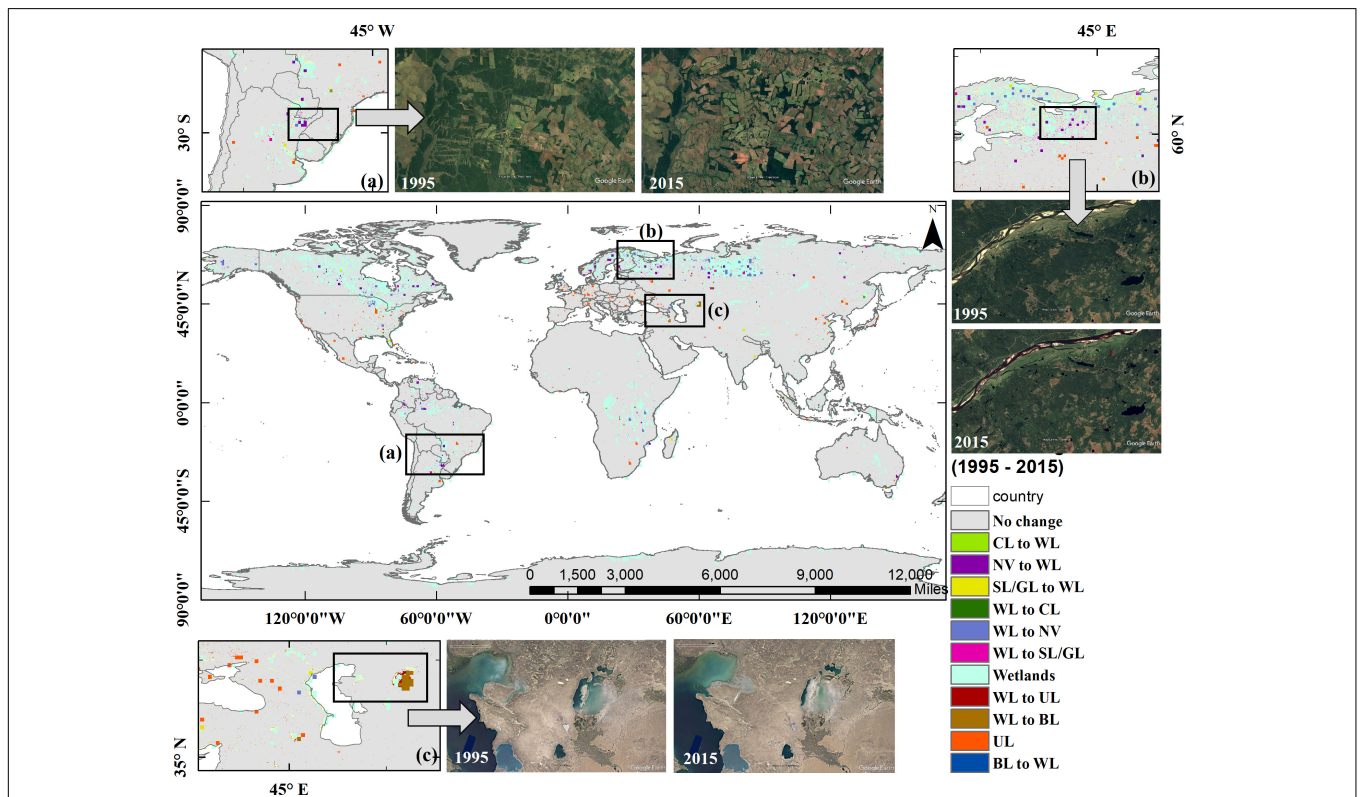 45° W
45° E
30° S
(a)
1995
Google Earth
2015
Google Earth
60° N
(b)
90°0'0"
45°0'0"N
0°0'0"
45°0'0"S
90°0'0"
N
(b)
(c)
(a)
0 1,500 3,000 6,000 9,000 12,000
Miles
120°0'0"W 60°0'0"W 0°0'0" 60°0'0"E 120°0'0"E
1995
Google Earth
2015
Google Earth
(1995 - 2015)
country
No change
CL to WL
NV to WL
SL/GL to WL
WL to CL
WL to NV
WL to SL/GL
Wetlands
WL to UL
WL to BL
UL
BL to WL
35° N
(c)
45° E
1995
Google Earth
2015
Google Earth